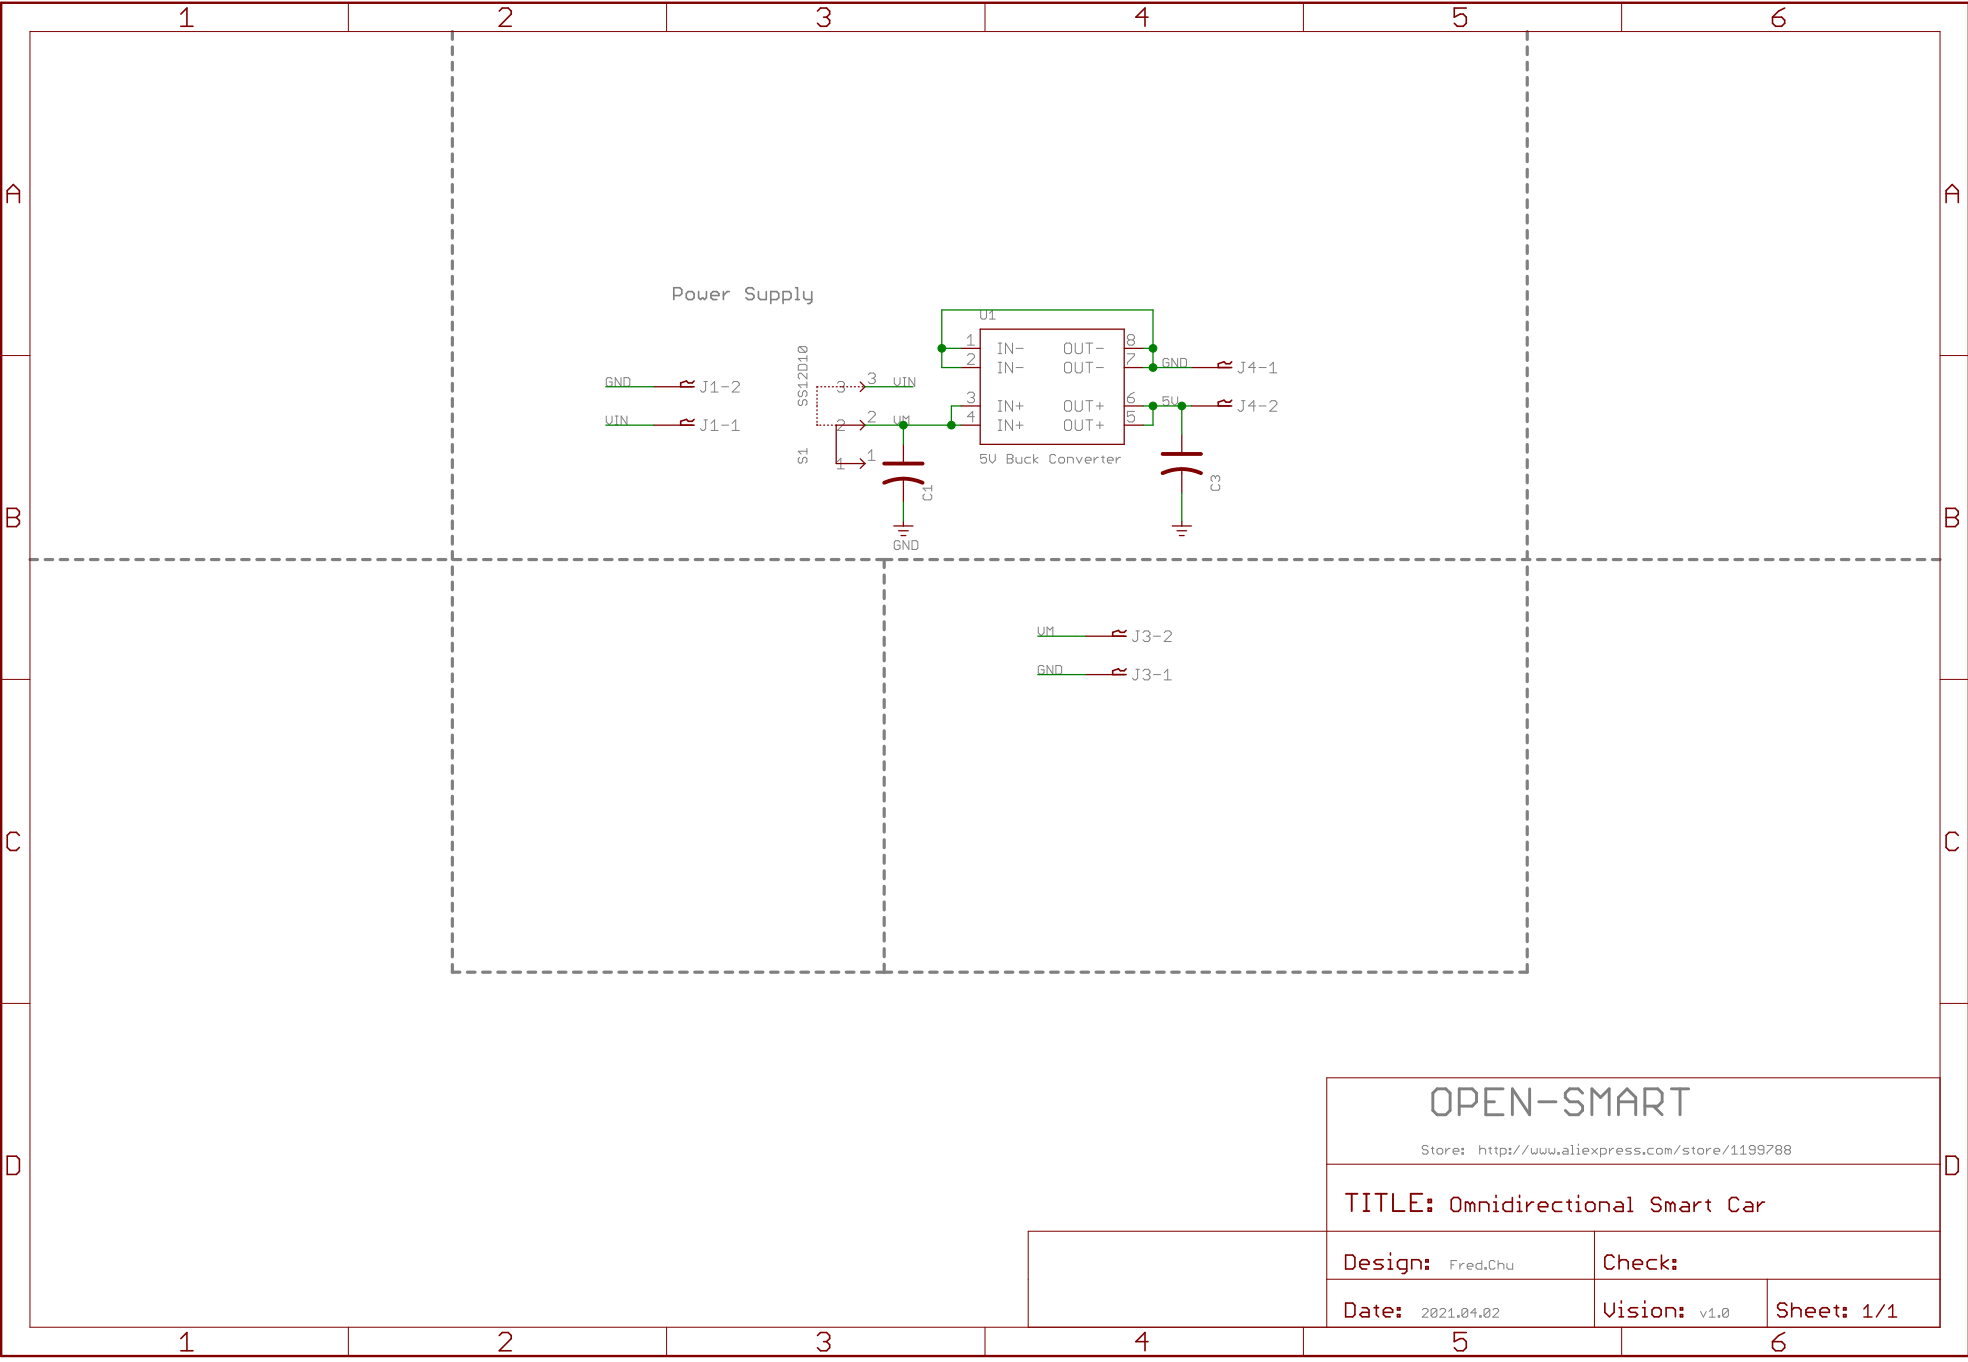 1 2 3 4 5 6
A A
Power Supply
U1
1 IN- OUT- 8
2 IN- OUT- 7
GND J4-1
3 IN+ OUT+ 6
5V J4-2
4 IN+ OUT+ 5
5V Buck Converter
GND J1-2
VIN J1-1
SS12D10
S1
3 3 VIN
2 2 VM
1 1
C1
GND
C3
B B
VM J3-2
GND J3-1
C C
OPEN-SMART
Store: http://www.aliexpress.com/store/1199788
D D
TITLE: Omnidirectional Smart Car
Design: Fred.Chu Check:
Date: 2021.04.02 Vision: v1.0 Sheet: 1/1
1 2 3 4 5 6